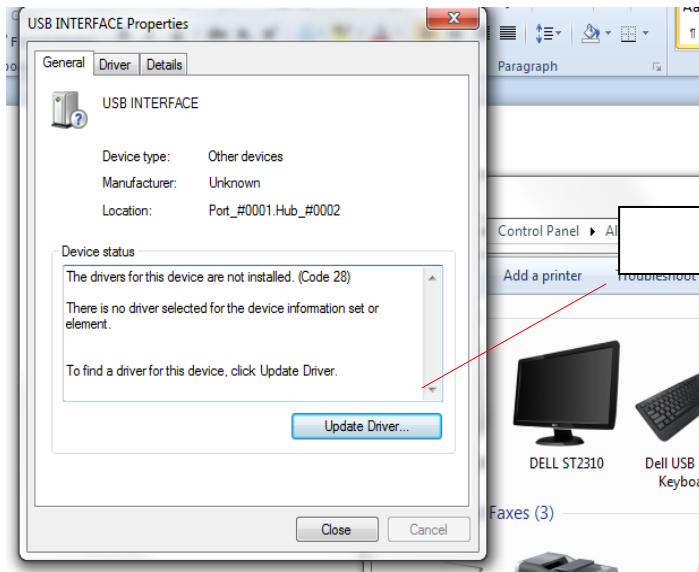 USB INTERFACE Properties
General Driver Details
USB INTERFACE
Device type: Other devices
Manufacturer: Unknown
Location: Port_#0001.Hub_#0002
Device status
The drivers for this device are not installed. (Code 28)
There is no driver selected for the device information set or
element.
To find a driver for this device, click Update Driver.
Update Driver...
Close Cancel
Paragraph
Control Panel
Add a printer
DELL ST2310
Dell USB
Faxes (3)